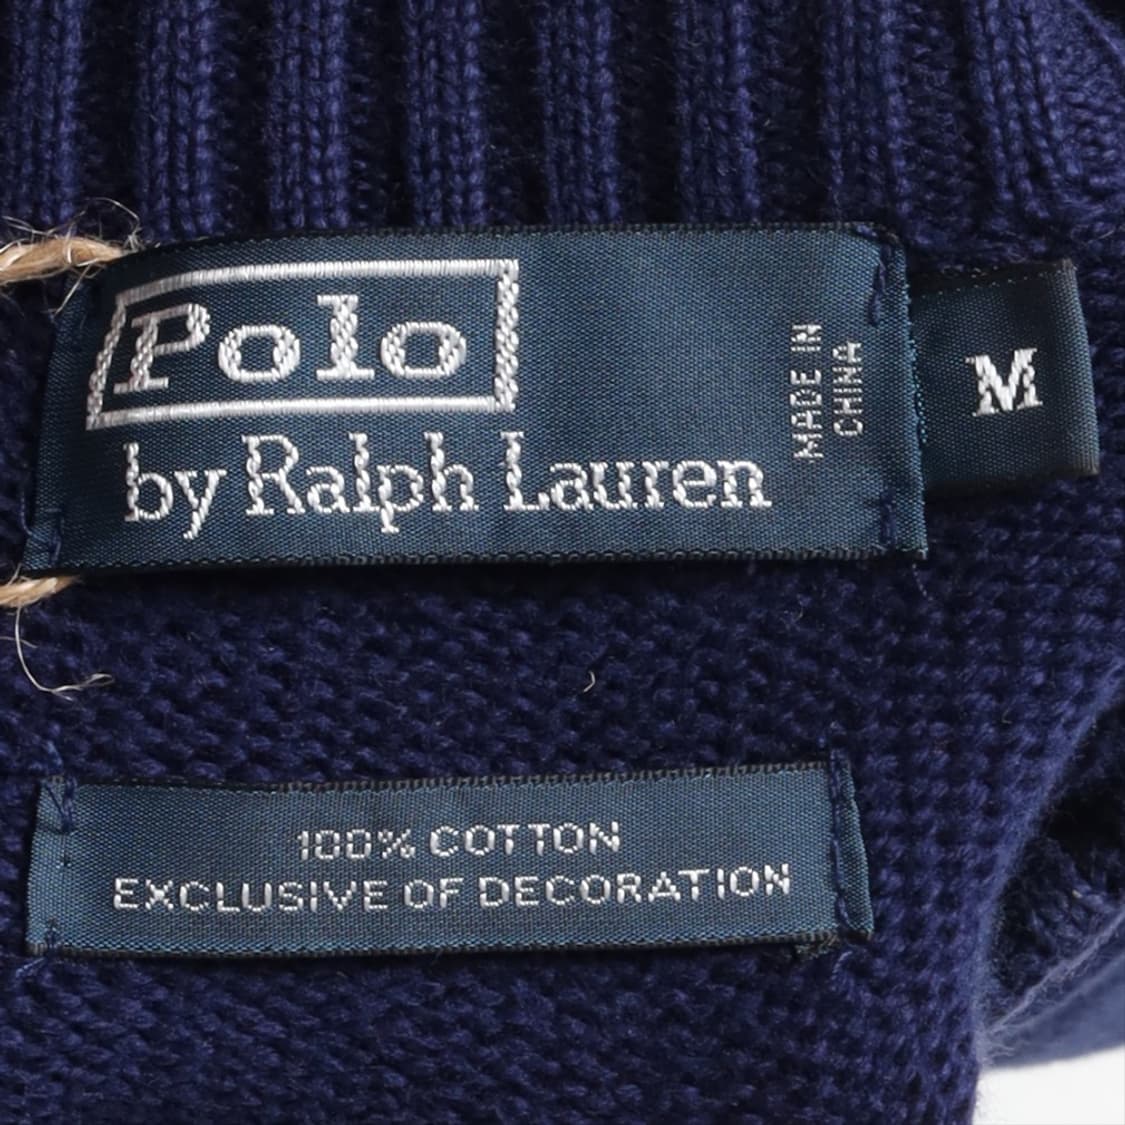 Polo
by Ralph Lauren
MADE IN
CHINA
M
100% COTTON
EXCLUSIVE OF DECORATION